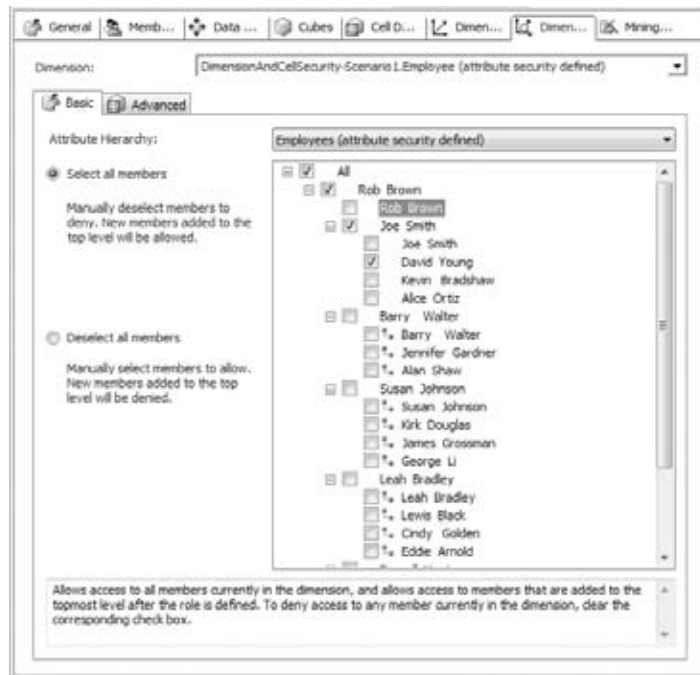 General Memb... Data ... Cubes Cell D... Dimen... Dimen... Mining...
Dimension: DimensionAndCellSecurity-Scenario1.Employee (attribute security defined)
Basic Advanced
Attribute Hierarchy: Employees (attribute security defined)
Select all members
Manually deselect members to
deny. New members added to the
top level will be allowed.
Deselect all members
Manually select members to allow.
New members added to the top
level will be denied.
All
Rob Brown
Rob Brown
Joe Smith
Joe Smith
David Young
Kevin Bradshaw
Alice Ortiz
Barry Walter
Barry Walter
Jennifer Gardner
Alan Shaw
Susan Johnson
Susan Johnson
Kirk Douglas
James Grossman
George Li
Leah Bradley
Leah Bradley
Lewis Black
Cindy Golden
Eddie Arnold
Allows access to all members currently in the dimension, and allows access to members that are added to the
topmost level after the role is defined. To deny access to any member currently in the dimension, clear the
corresponding check box.